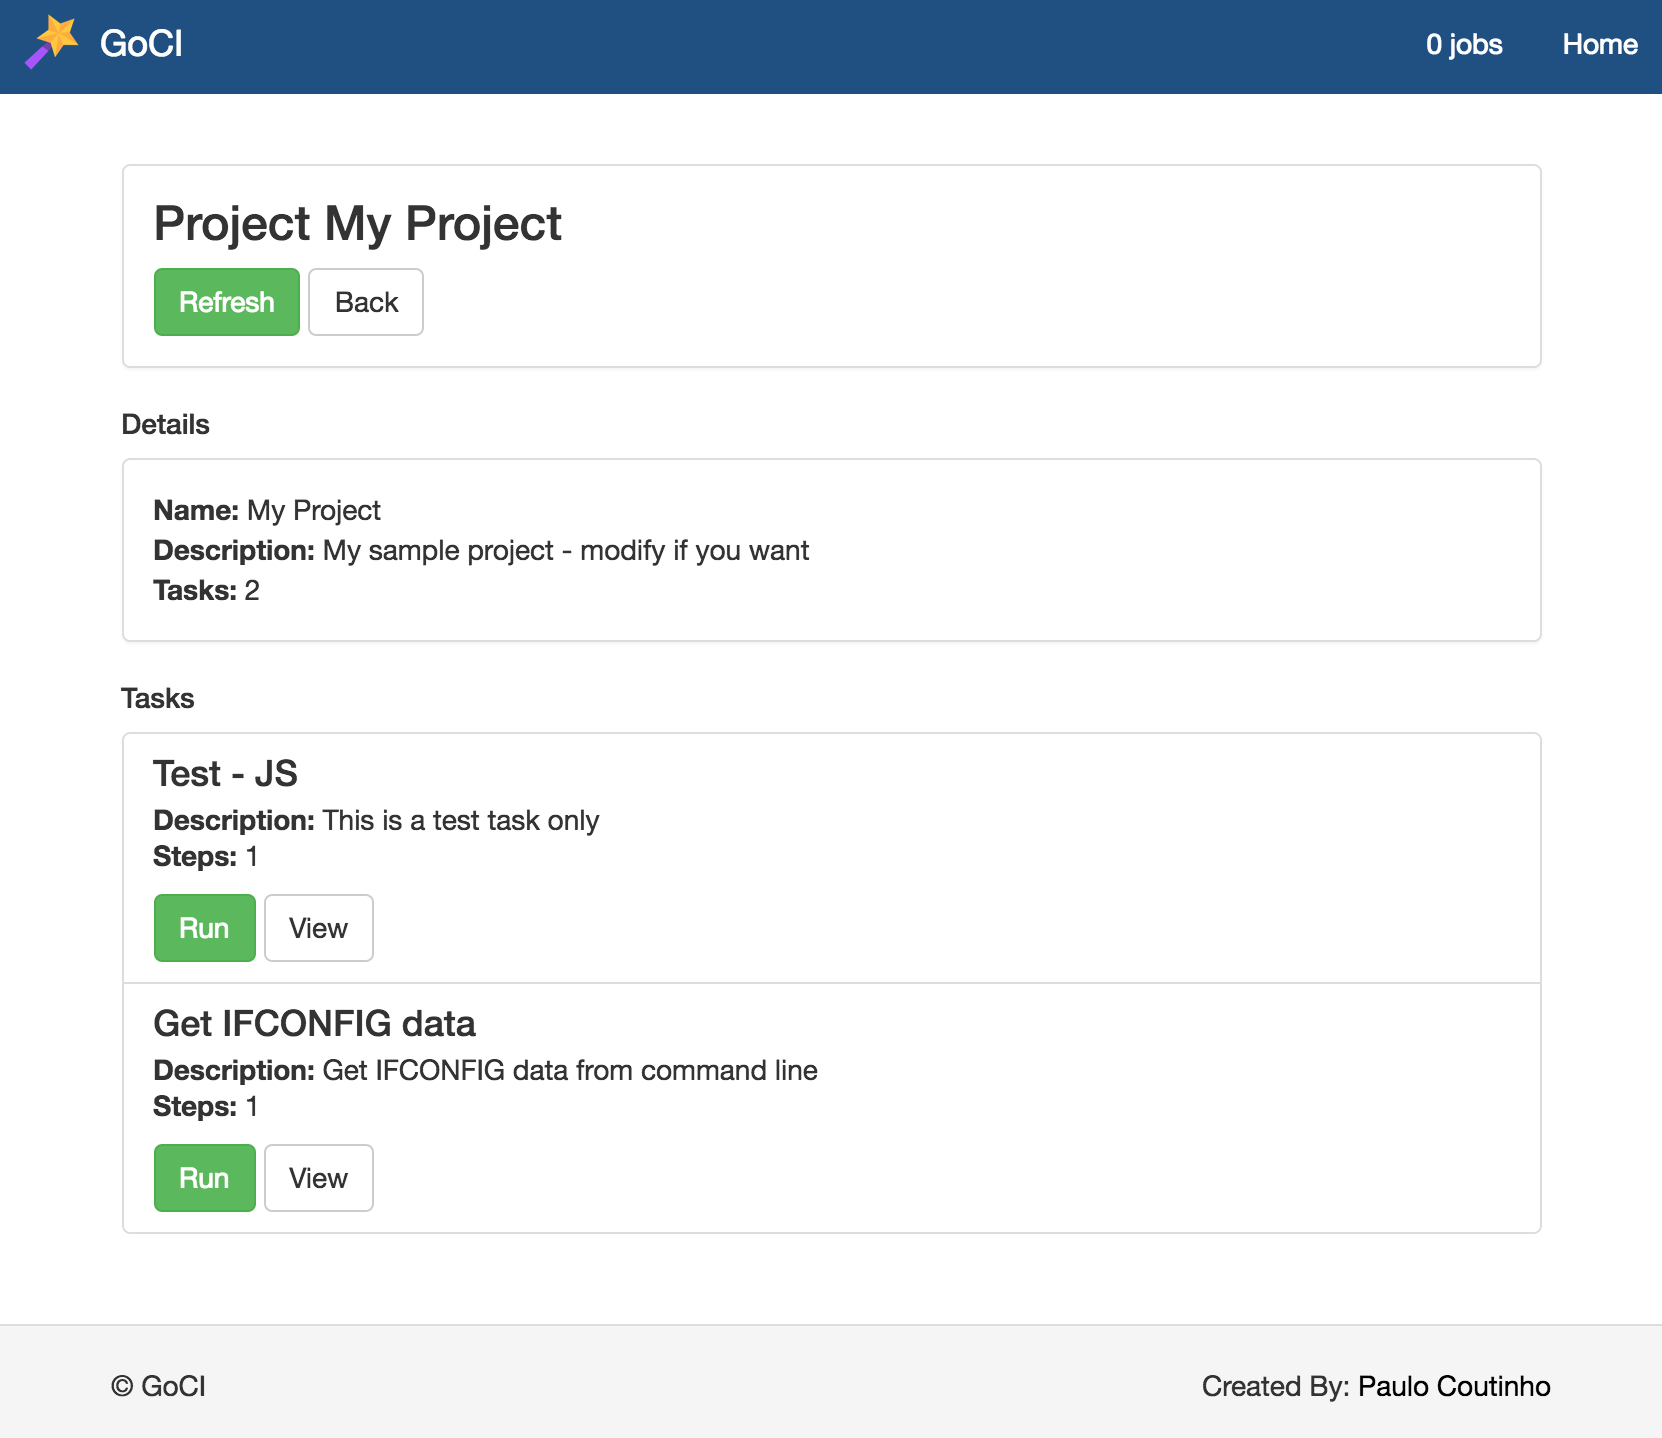 GoCI
0 jobs Home
Project My Project
Refresh Back
Details
Name: My Project
Description: My sample project - modify if you want
Tasks: 2
Tasks
Test - JS
Description: This is a test task only
Steps: 1
Run View
Get IFCONFIG data
Description: Get IFCONFIG data from command line
Steps: 1
Run View
© GoCI
Created By: Paulo Coutinho